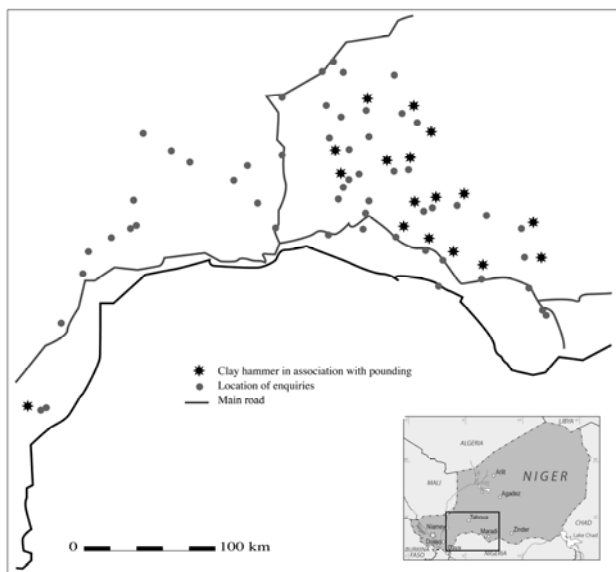 Clay hammer in association with pounding
Location of enquiries
Main road
0 100 km
LIBYA
ALGERIA
NIGER
MALI
Arlit
Agadez
Tahoua
CHAD
Niamey
Maradi
Zinder
Lake Chad
Dosso
BURKINA
FASO
NIGERIA